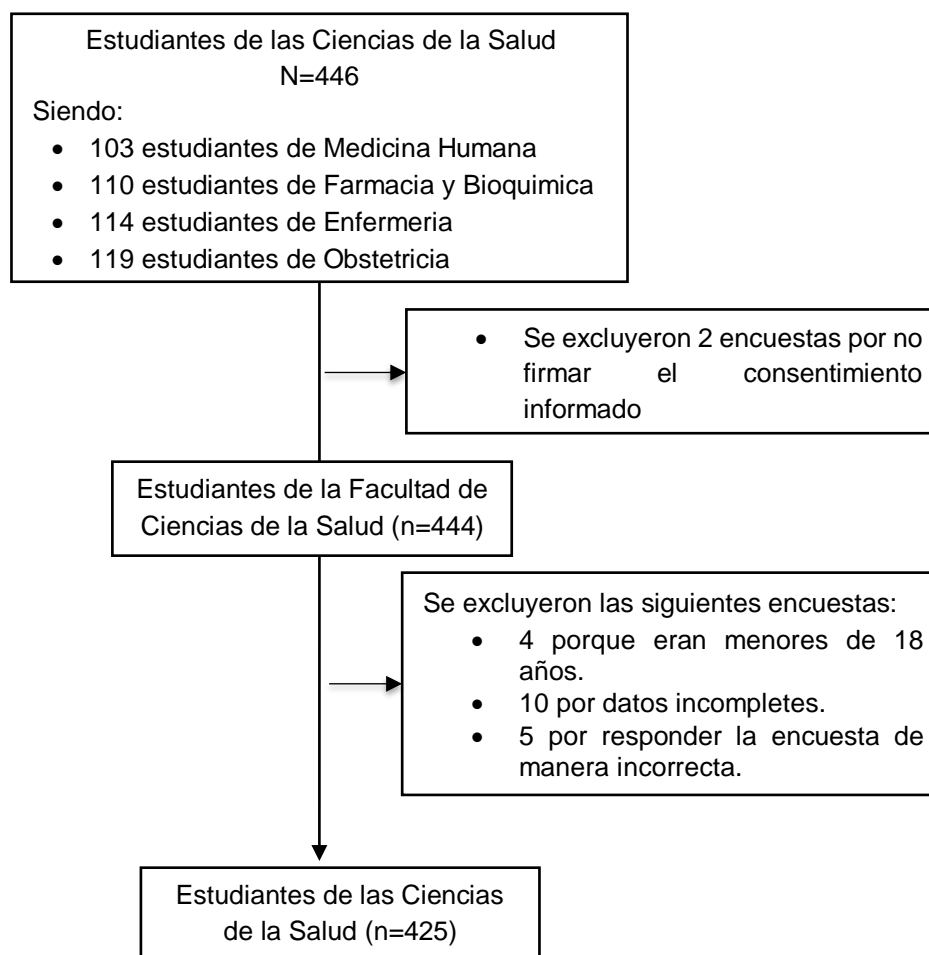 Estudiantes de las Ciencias de la Salud
N=446
Siendo:
• 103 estudiantes de Medicina Humana
• 110 estudiantes de Farmacia y Bioquimica
• 114 estudiantes de Enfermeria
• 119 estudiantes de Obstetricia
• Se excluyeron 2 encuestas por no
firmar el consentimiento
informado
Estudiantes de la Facultad de
Ciencias de la Salud (n=444)
Se excluyeron las siguientes encuestas:
• 4 porque eran menores de 18
años.
• 10 por datos incompletes.
• 5 por responder la encuesta de
manera incorrecta.
Estudiantes de las Ciencias
de la Salud (n=425)